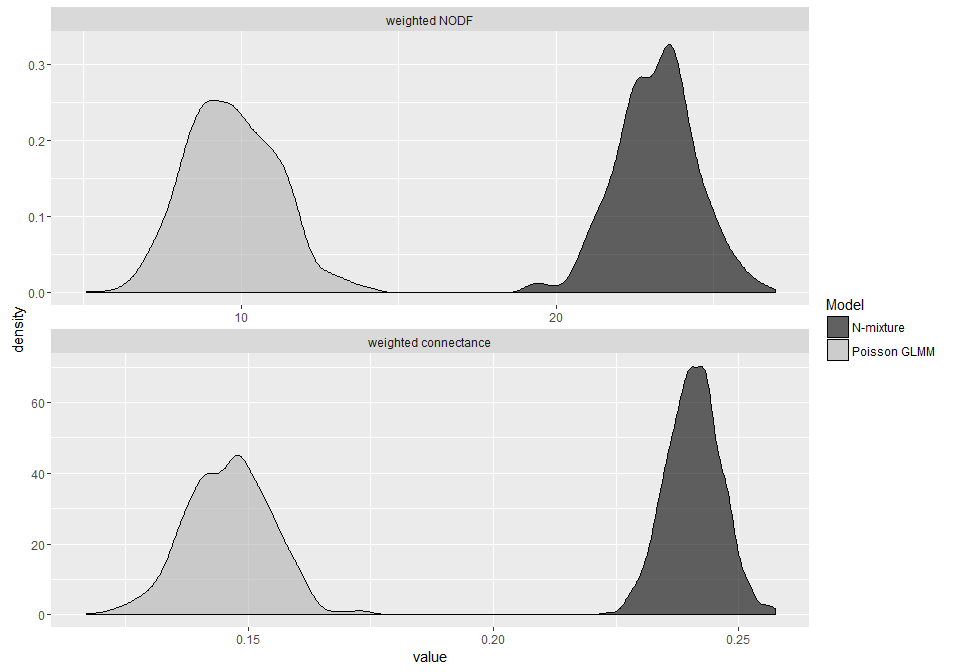 weighted NODF
0.3
0.2
0.1
0.0
10
20
weighted connectance
60
40
20
0
0.15
0.20
0.25
value
density
Model
N-mixture
Poisson GLMM